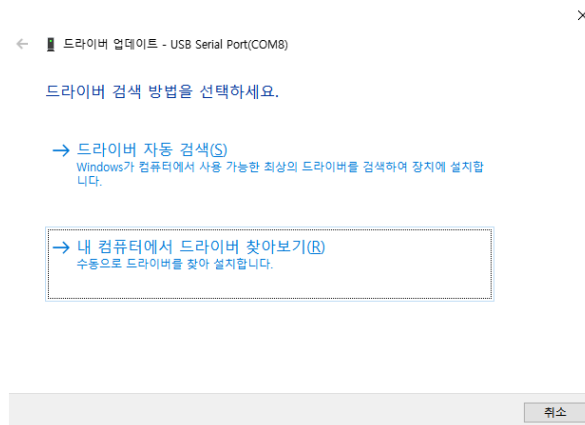 드라이버 업데이트 - USB Serial Port(COM8)
드라이버 검색 방법을 선택하세요.
드라이버 자동 검색(S)
Windows가 컴퓨터에서 사용 가능한 최상의 드라이버를 검색하여 장치에 설치합
니다.
내 컴퓨터에서 드라이버 찾아보기(R)
수동으로 드라이버를 찾아 설치합니다.
취소